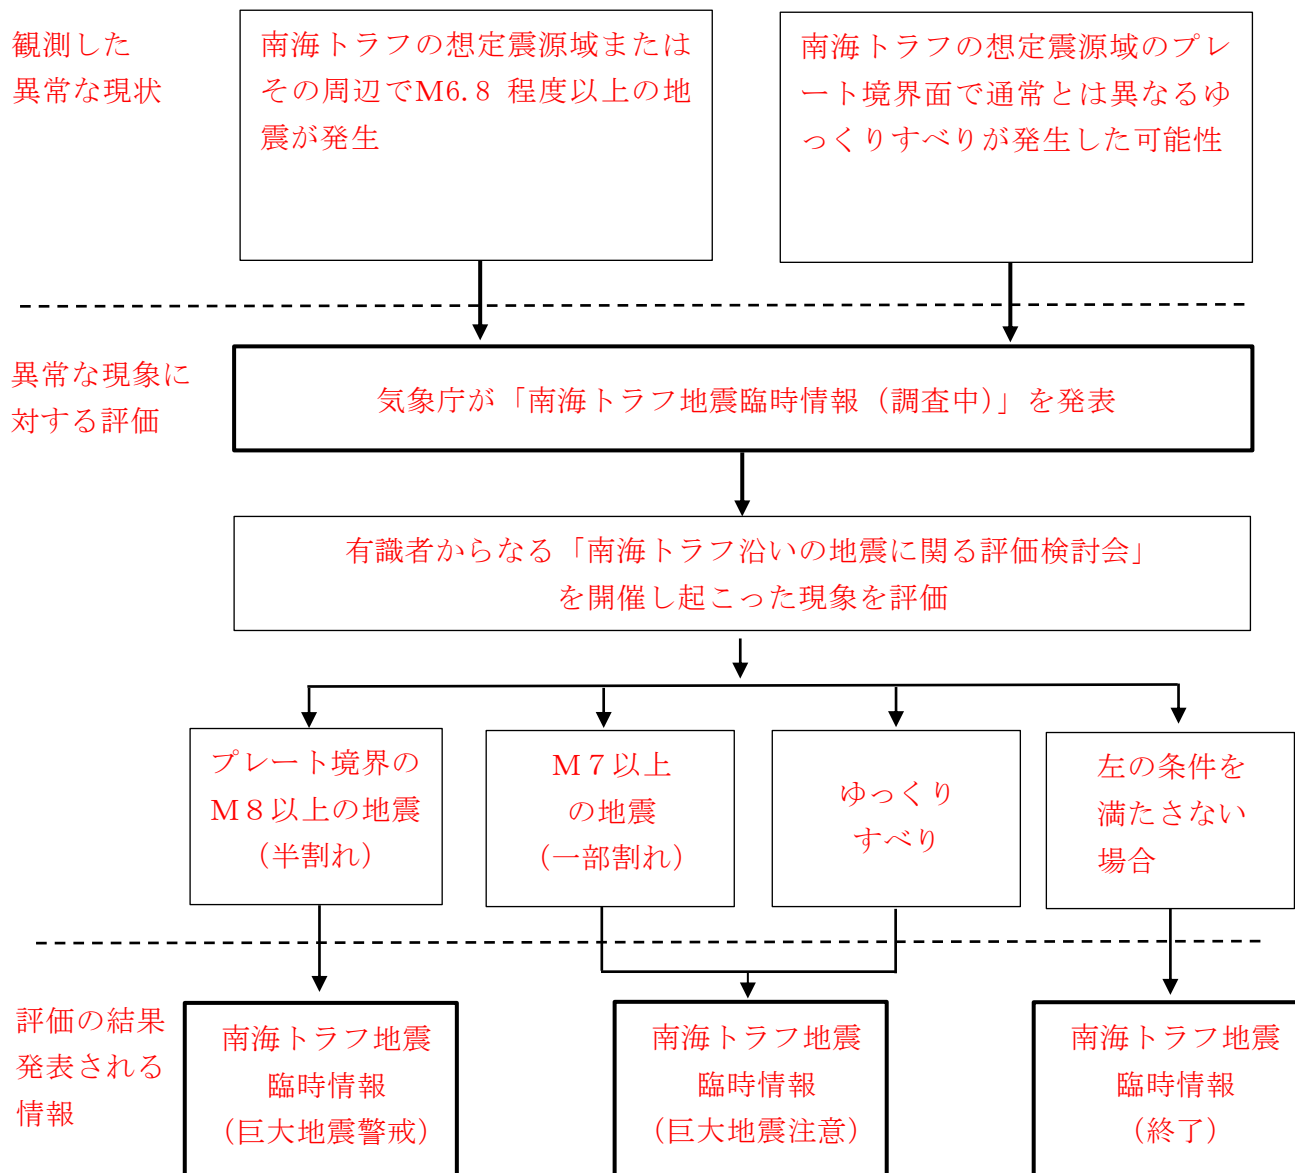 観測した
異常な現状
南海トラフの想定震源域または
その周辺でM6.8 程度以上の地
震が発生
南海トラフの想定震源域のプレ
ート境界面で通常とは異なるゆ
っくりすべりが発生した可能性
異常な現象に
対する評価
気象庁が「南海トラフ地震臨時情報（調査中）」を発表
有識者からなる「南海トラフ沿いの地震に関る評価検討会」
を開催し起こった現象を評価
プレート境界の
M８以上の地震
（半割れ）
M７以上
の地震
（一部割れ）
ゆっくり
すべり
左の条件を
満たさない
場合
評価の結果
発表される
情報
南海トラフ地震
臨時情報
（巨大地震警戒）
南海トラフ地震
臨時情報
（巨大地震注意）
南海トラフ地震
臨時情報
（終了）